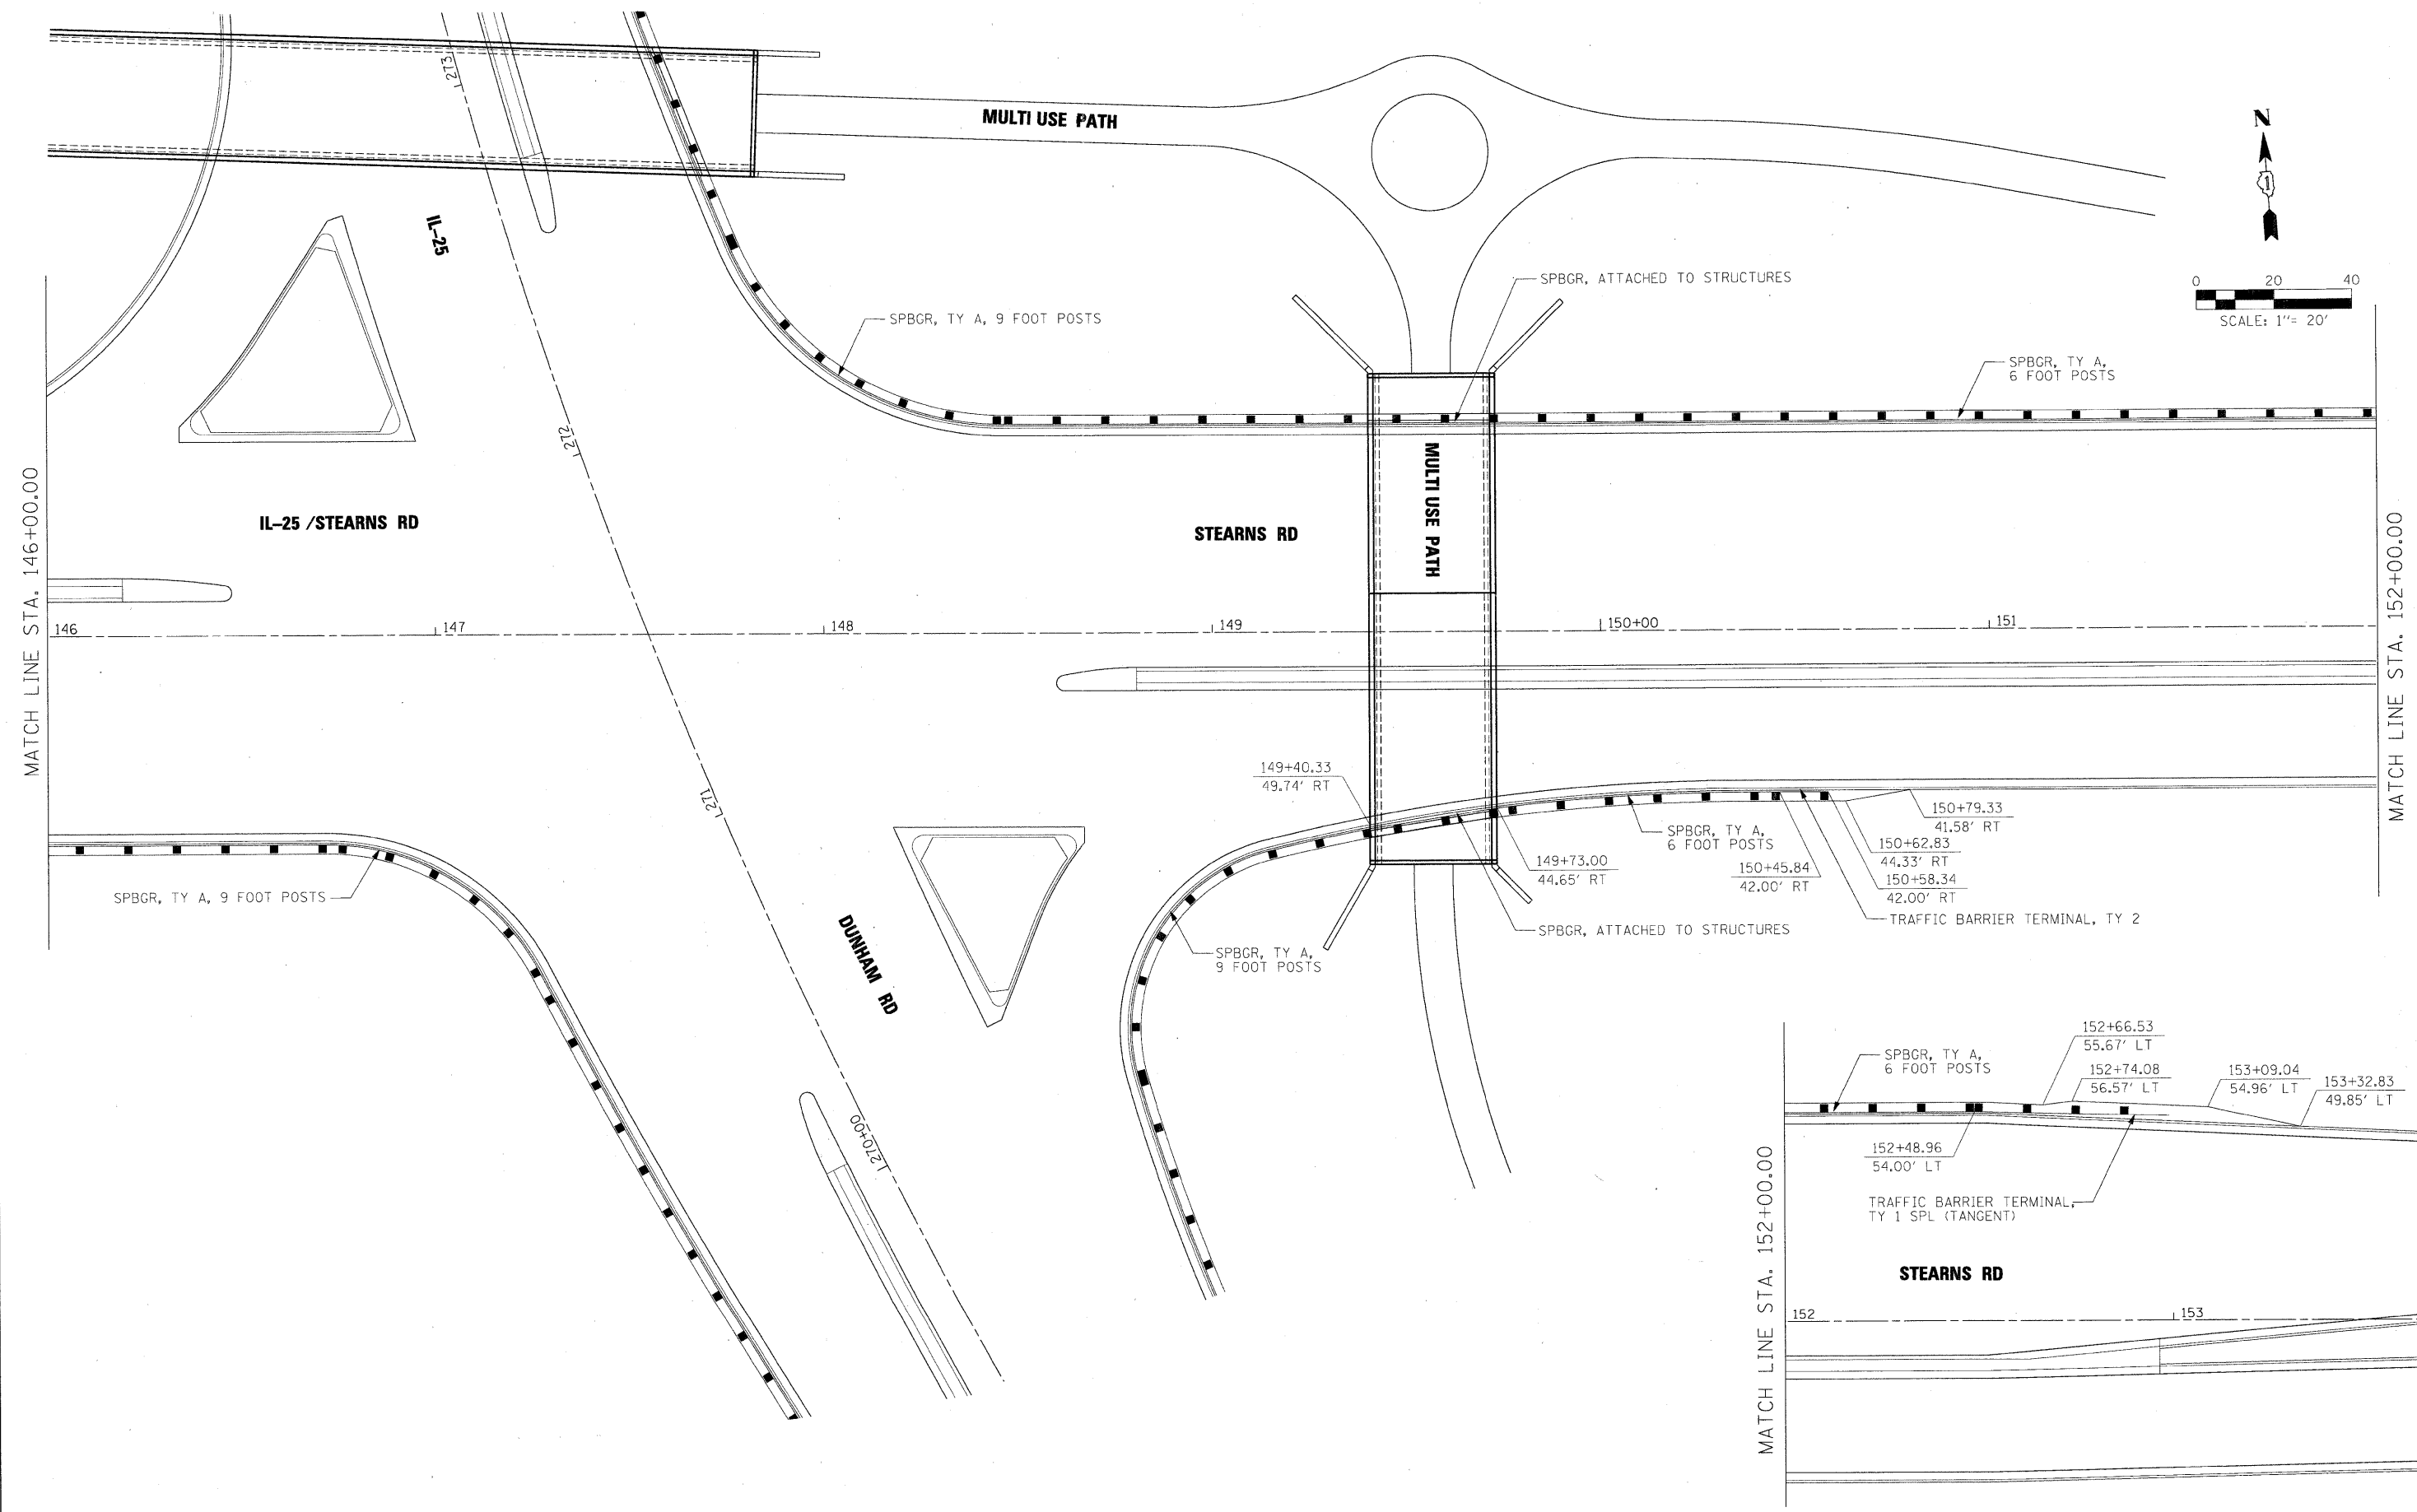 273
MULTI USE PATH
N
1
IL-25
0 20 40
SCALE: 1"= 20'
SPBGR, ATTACHED TO STRUCTURES
SPBGR, TY A, 9 FOOT POSTS
SPBGR, TY A,
6 FOOT POSTS
272
MULTI USE PATH
MATCH LINE STA. 146+00.00
IL-25 /STEARNS RD
STEARNS RD
MATCH LINE STA. 152+00.00
146
147
148
149
150+00
151
271
149+40.33
49.74' RT
SPBGR, TY A, 9 FOOT POSTS
DUNHAM RD
SPBGR, TY A,
9 FOOT POSTS
149+73.00
44.65' RT
SPBGR, TY A,
6 FOOT POSTS
SPBGR, ATTACHED TO STRUCTURES
150+45.84
42.00' RT
150+79.33
41.58' RT
150+62.83
44.33' RT
150+58.34
42.00' RT
TRAFFIC BARRIER TERMINAL, TY 2
270+00
SPBGR, TY A,
6 FOOT POSTS
152+66.53
55.67' LT
152+74.08
56.57' LT
153+09.04
54.96' LT
153+32.83
49.85' LT
152+48.96
54.00' LT
TRAFFIC BARRIER TERMINAL,
TY 1 SPL (TANGENT)
MATCH LINE STA. 152+00.00
STEARNS RD
152
153